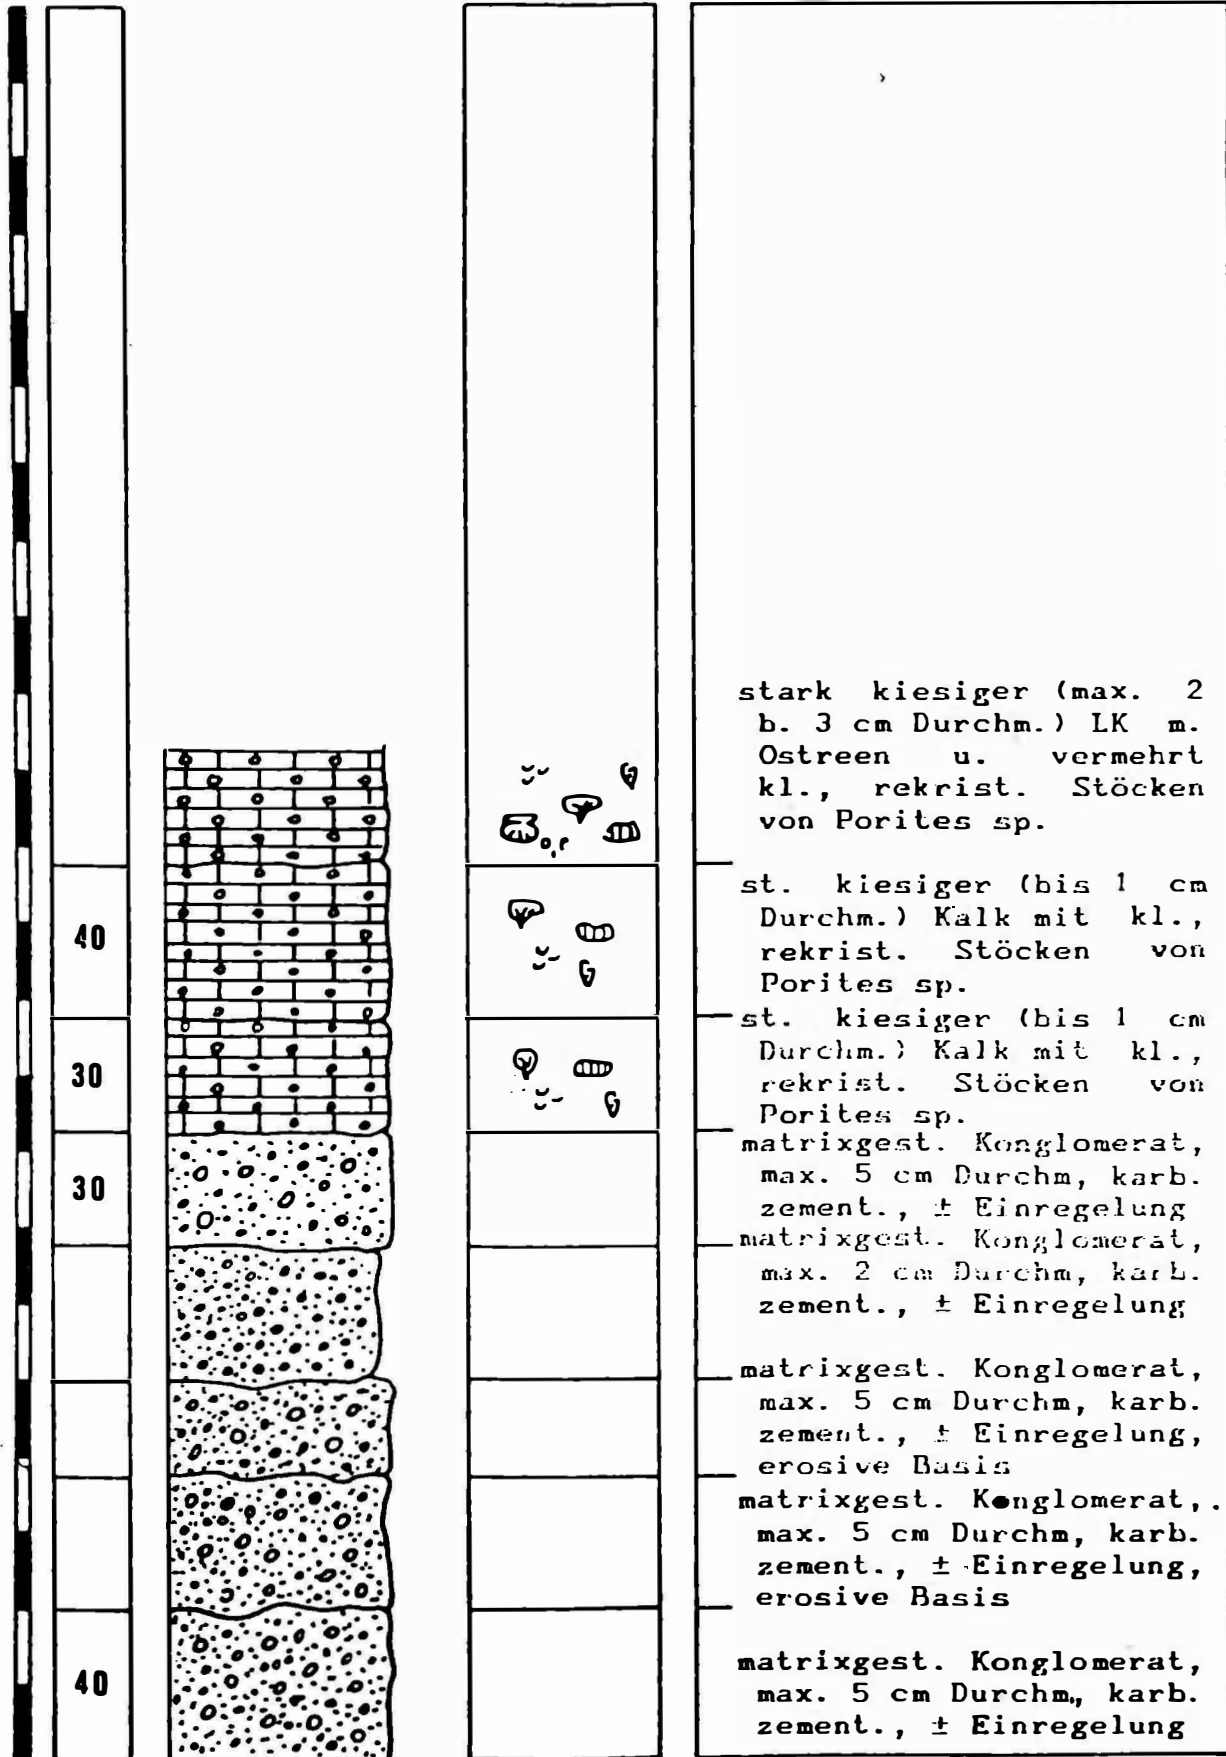 stark kiesiger (max. 2
b. 3 cm Durchm.) LK m.
Ostreen u. vermehrt
kl., rekrist. Stöcken
von Porites sp.
40
st. kiesiger (bis 1 cm
Durchm.) Kalk mit kl.,
rekrist. Stöcken von
Porites sp.
30
st. kiesiger (bis 1 cm
Durchm.) Kalk mit kl.,
rekrist. Stöcken von
Porites sp.
30
matrixgest. Konglomerat,
max. 5 cm Durchm, karb.
zement., ± Einregelung
matrixgest. Konglomerat,
max. 2 cm Durchm, karb.
zement., ± Einregelung
matrixgest. Konglomerat,
max. 5 cm Durchm, karb.
zement., ± Einregelung,
erosive Basis
matrixgest. Konglomerat,.
max. 5 cm Durchm, karb.
zement., ± Einregelung,
erosive Basis
40
matrixgest. Konglomerat,
max. 5 cm Durchm., karb.
zement., ± Einregelung